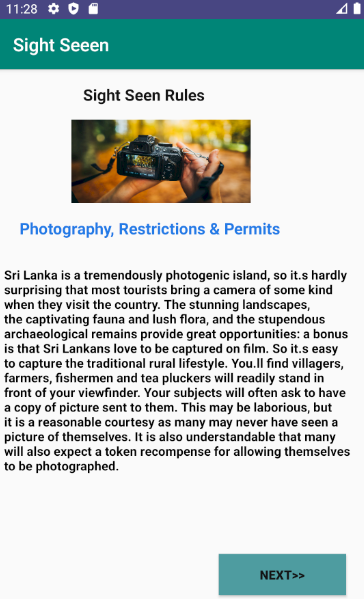 11:28
Sight Seeen
Sight Seen Rules
Photography, Restrictions & Permits
Sri Lanka is a tremendously photogenic island, so it.s hardly
surprising that most tourists bring a camera of some kind
when they visit the country. The stunning landscapes,
the captivating fauna and lush flora, and the stupendous
archaeological remains provide great opportunities: a bonus
is that Sri Lankans love to be captured on film. So it.s easy
to capture the traditional rural lifestyle. You.ll find villagers,
farmers, fishermen and tea pluckers will readily stand in
front of your viewfinder. Your subjects will often ask to have
a copy of picture sent to them. This may be laborious, but
it is a reasonable courtesy as many may never have seen a
picture of themselves. It is also understandable that many
will also expect a token recompense for allowing themselves
to be photographed.
NEXT>>